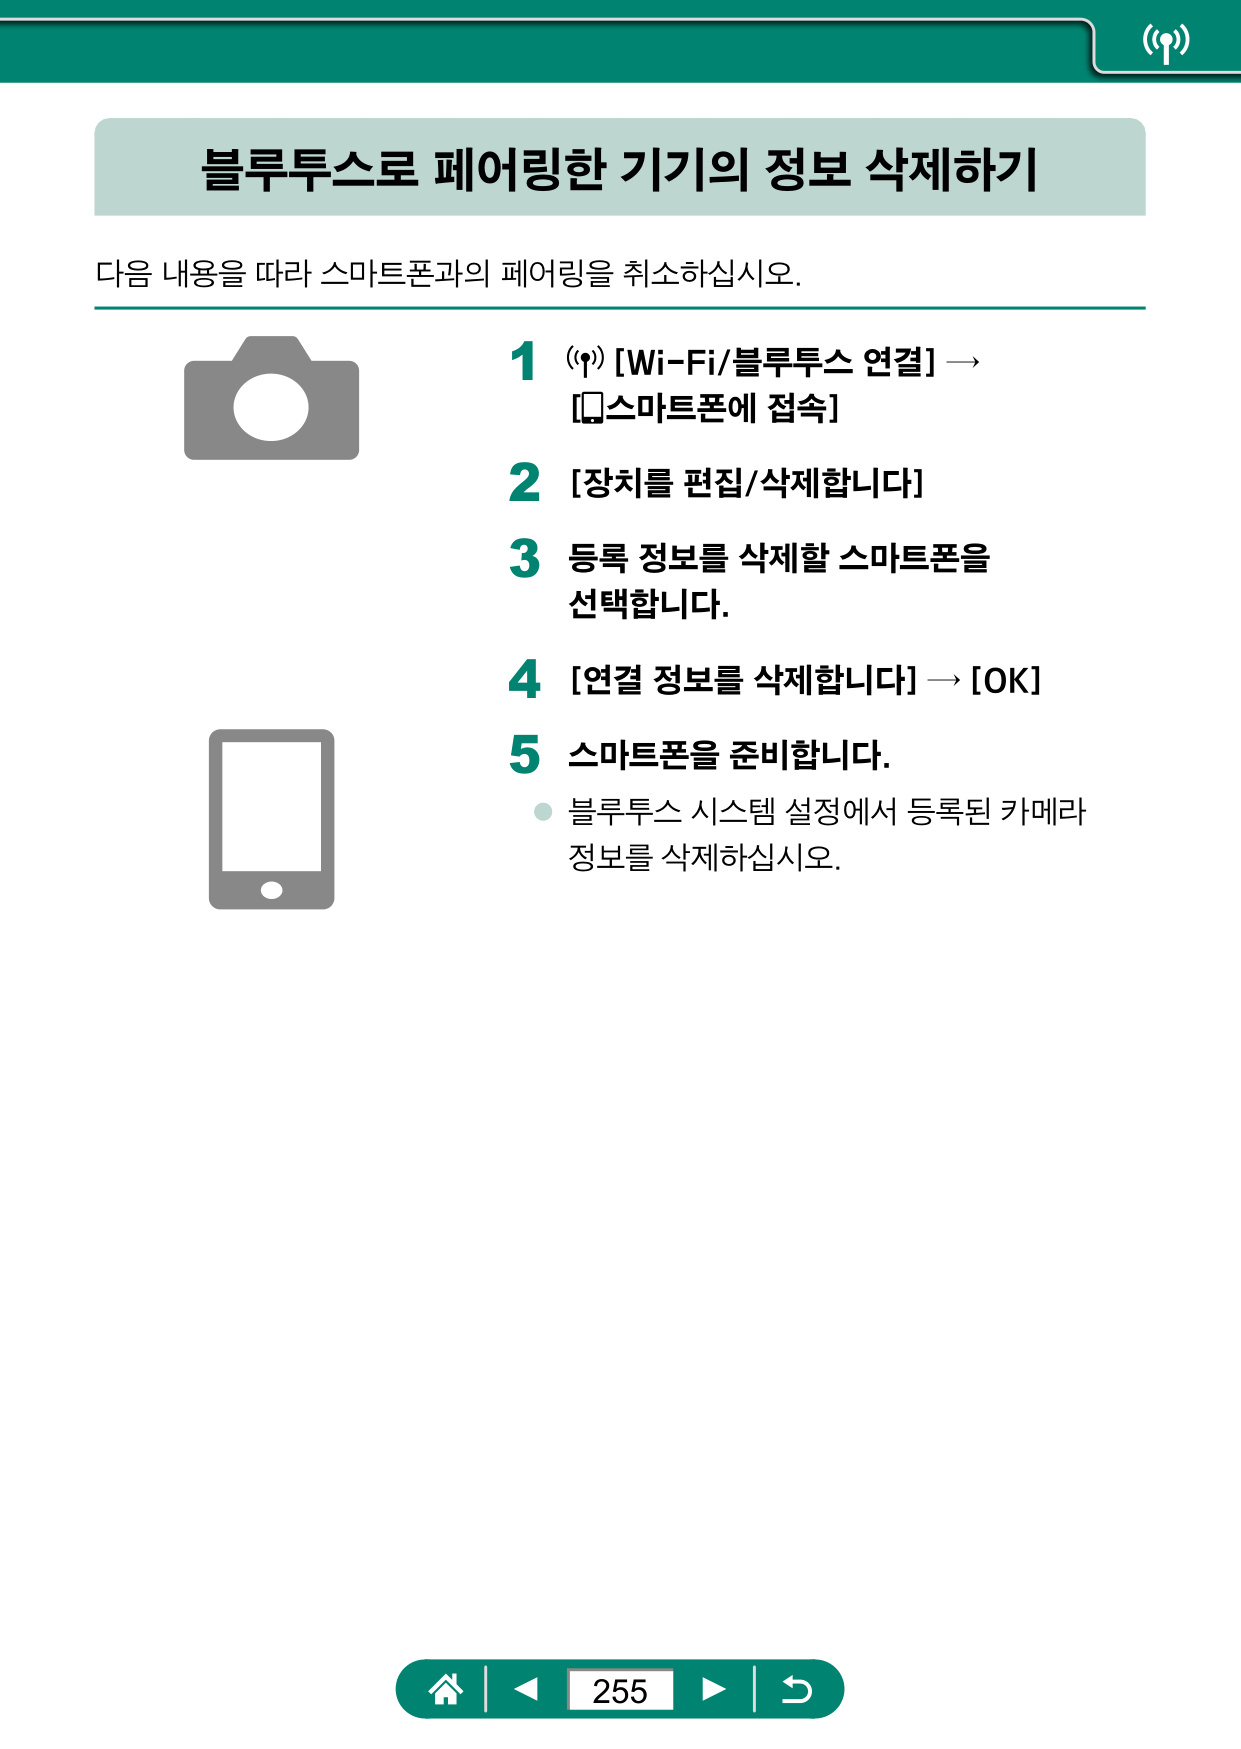 블루투스로 페어링한 기기의 정보 삭제하기
다음 내용을 따라 스마트폰과의 페어링을 취소하십시오.
1 [Wi-Fi/블루투스 연결] →
[스마트폰에 접속]
2 [장치를 편집/삭제합니다]
3 등록 정보를 삭제할 스마트폰을
선택합니다.
4 [연결 정보를 삭제합니다] → [OK]
5 스마트폰을 준비합니다.
● 블루투스 시스템 설정에서 등록된 카메라
정보를 삭제하십시오.
255